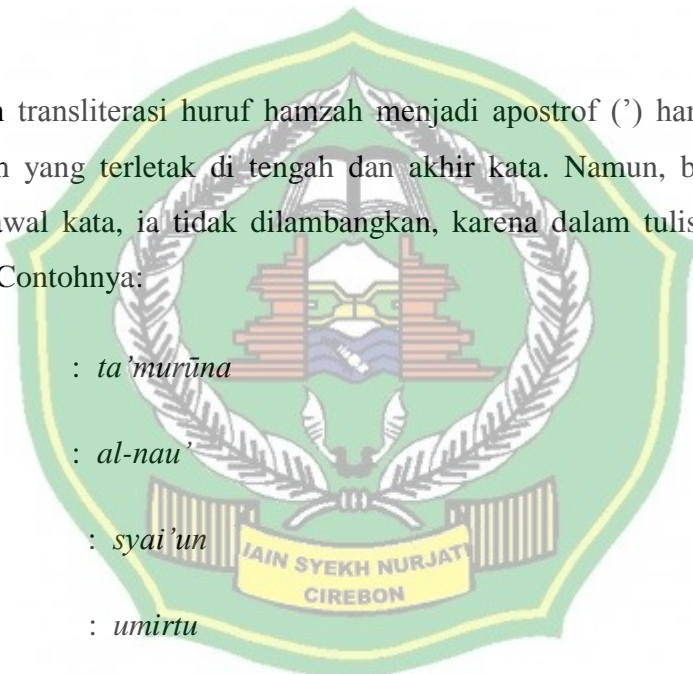 transliterasi huruf hamzah menjadi apostrof (’) har
yang terletak di tengah dan akhir kata. Namun, b
awal kata, ia tidak dilambangkan, karena dalam tulis
Contohnya:
: ta’murūna
: al-nau’
: syai’un
IAIN SYEKH NURJATI
CIREBON
: umirtu